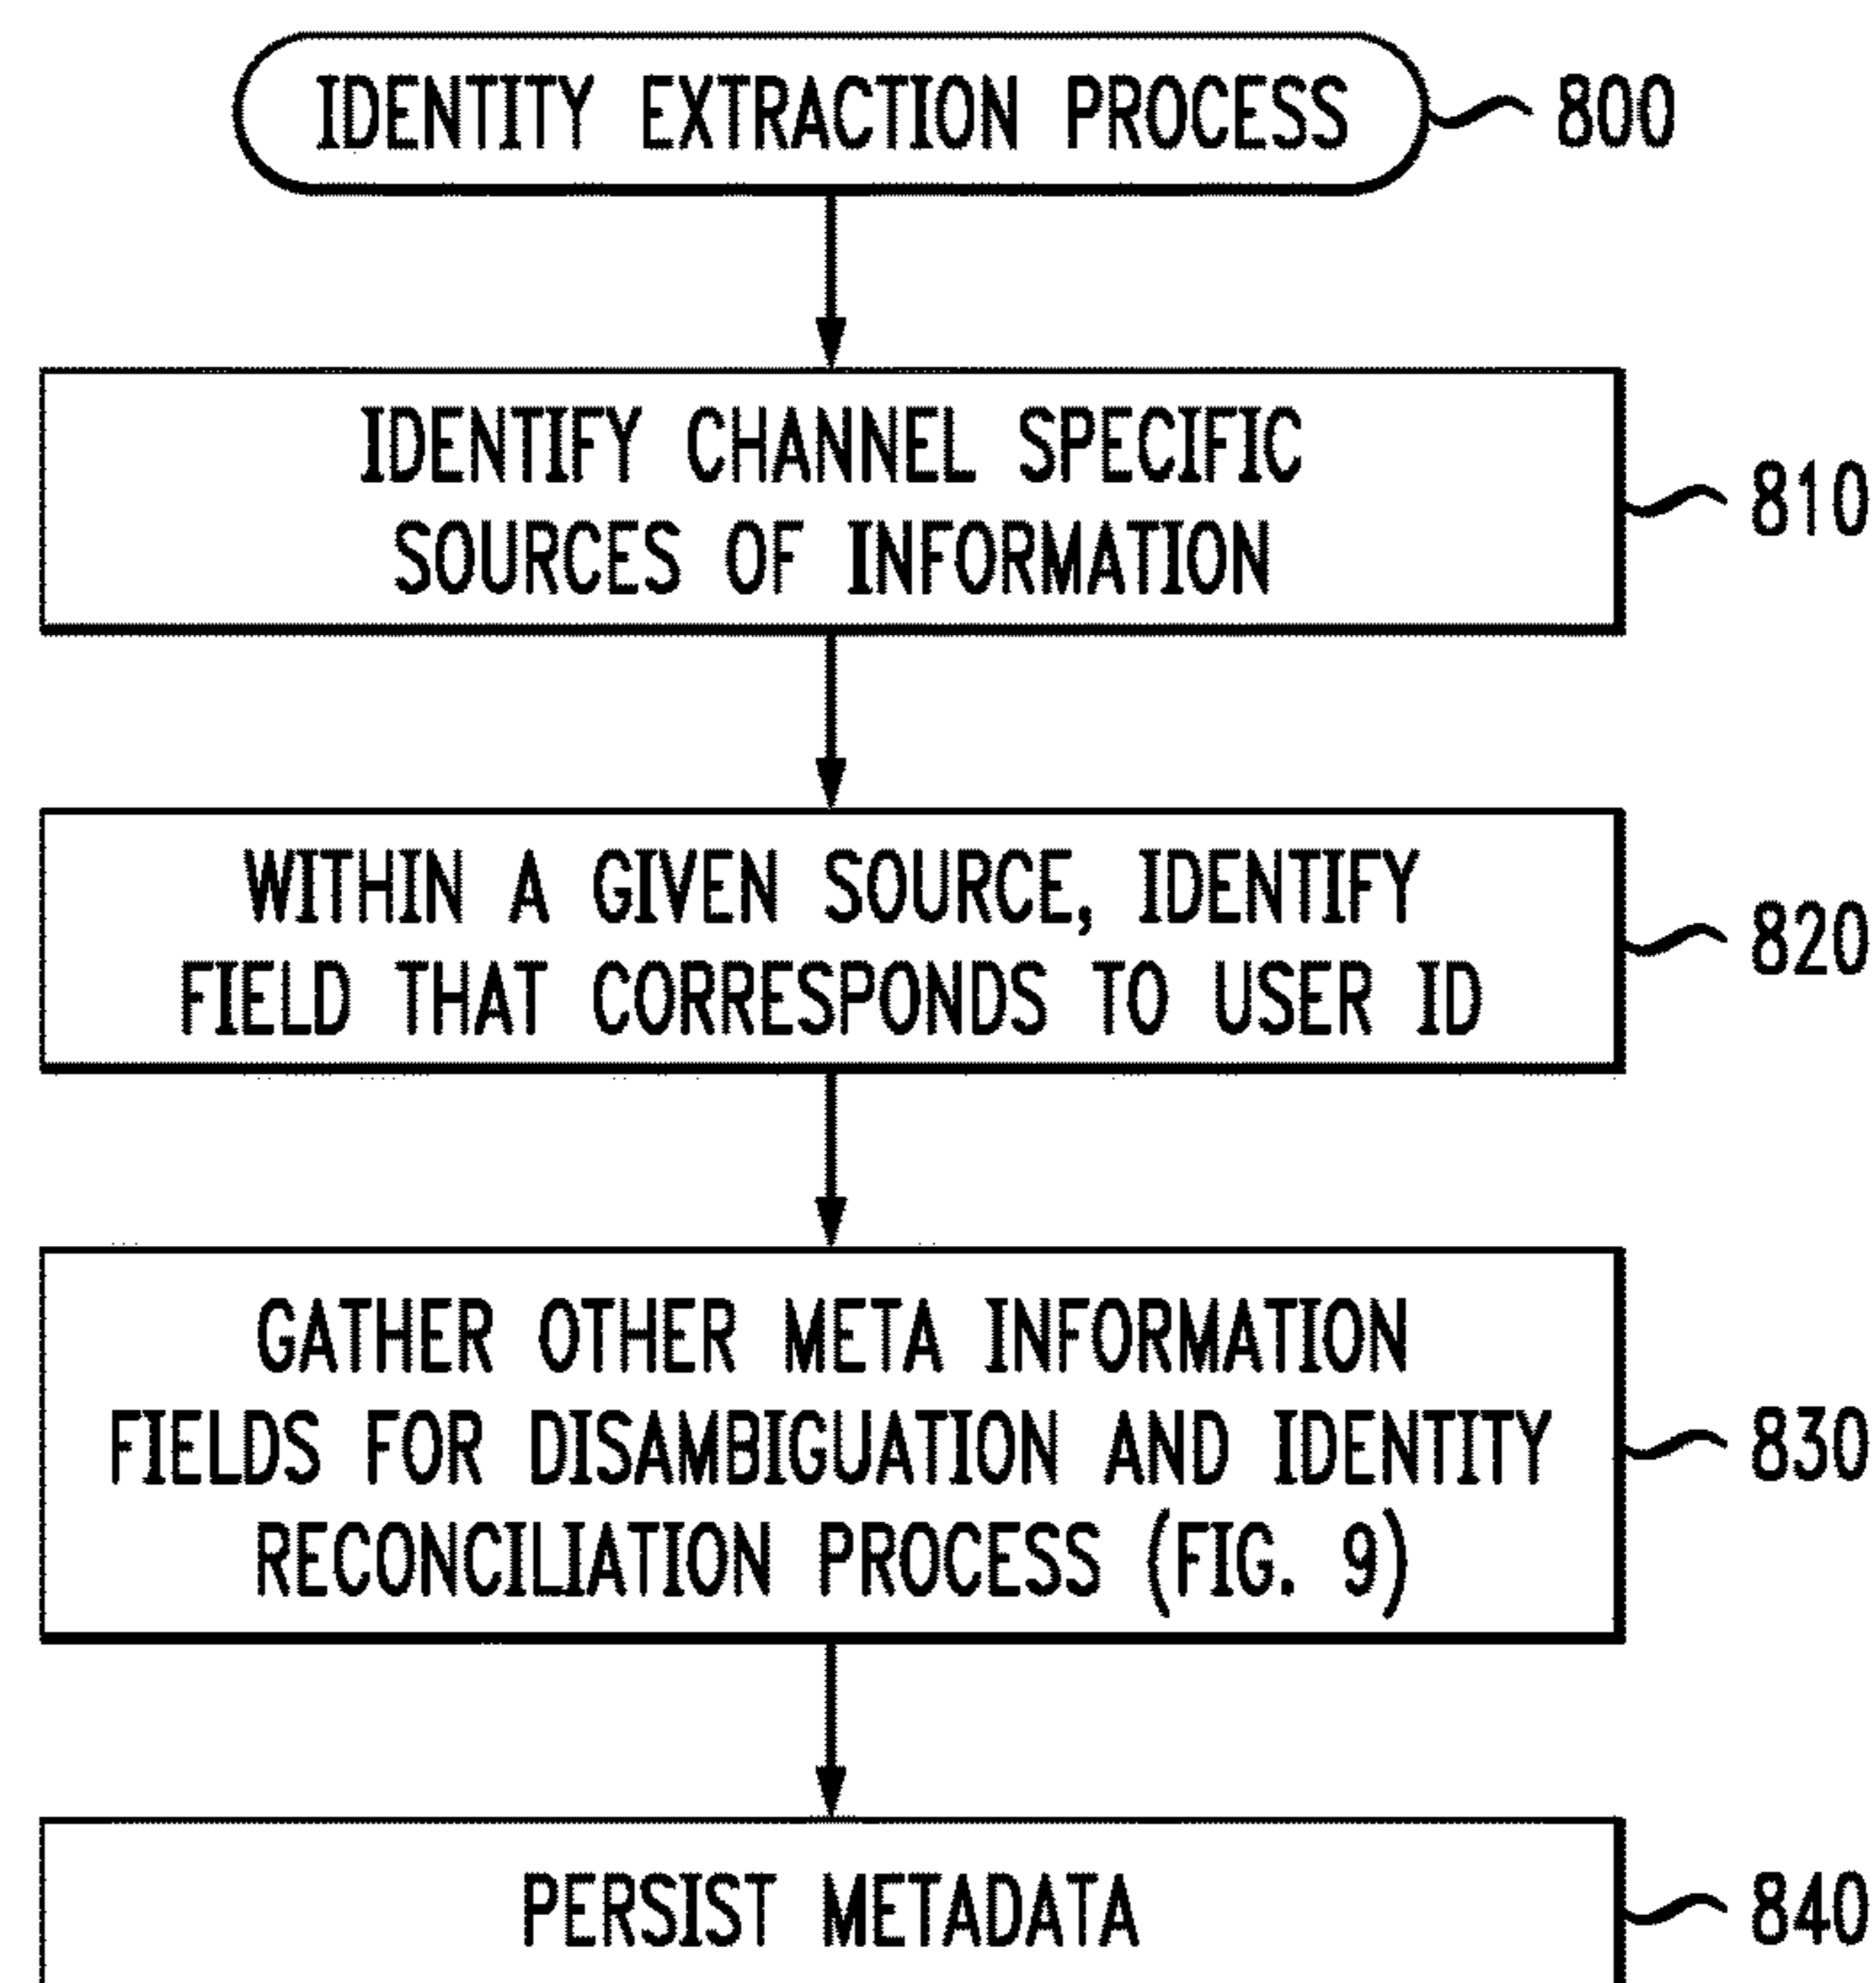 IDENTITY EXTRACTION PROCESS 800
IDENTIFY CHANNEL SPECIFIC
SOURCES OF INFORMATION
810
WITHIN A GIVEN SOURCE, IDENTIFY
FIELD THAT CORRESPONDS TO USER ID
820
GATHER OTHER META INFORMATION
FIELDS FOR DISAMBIGUATION AND IDENTITY
RECONCILIATION PROCESS (FIG. 9)
830
PERSIST METADATA 840